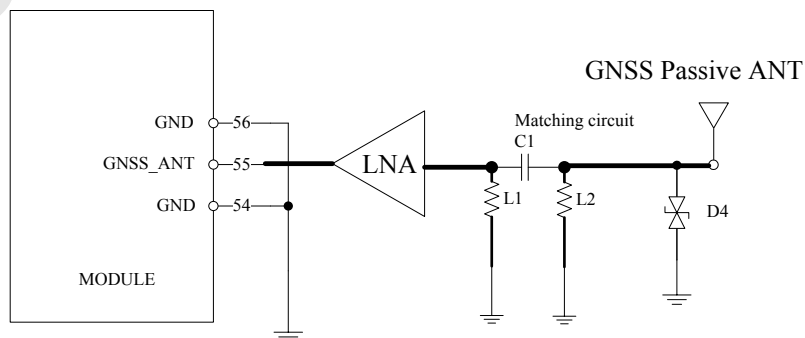 GNSS Passive ANT
Matching circuit
C1
GND 56
GNSS_ANT 55
LNA
GND 54
L1
L2
D4
MODULE